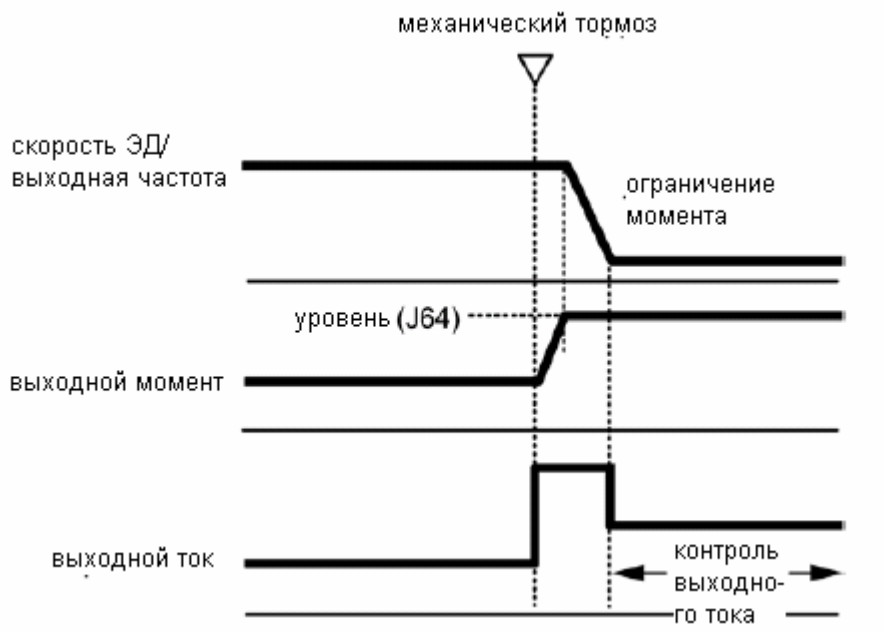 механический тормоз
скорость ЭД/
выходная частота
ограничение
момента
уровень (J64)
выходной момент
выходной ток
контроль
выходно-
го тока